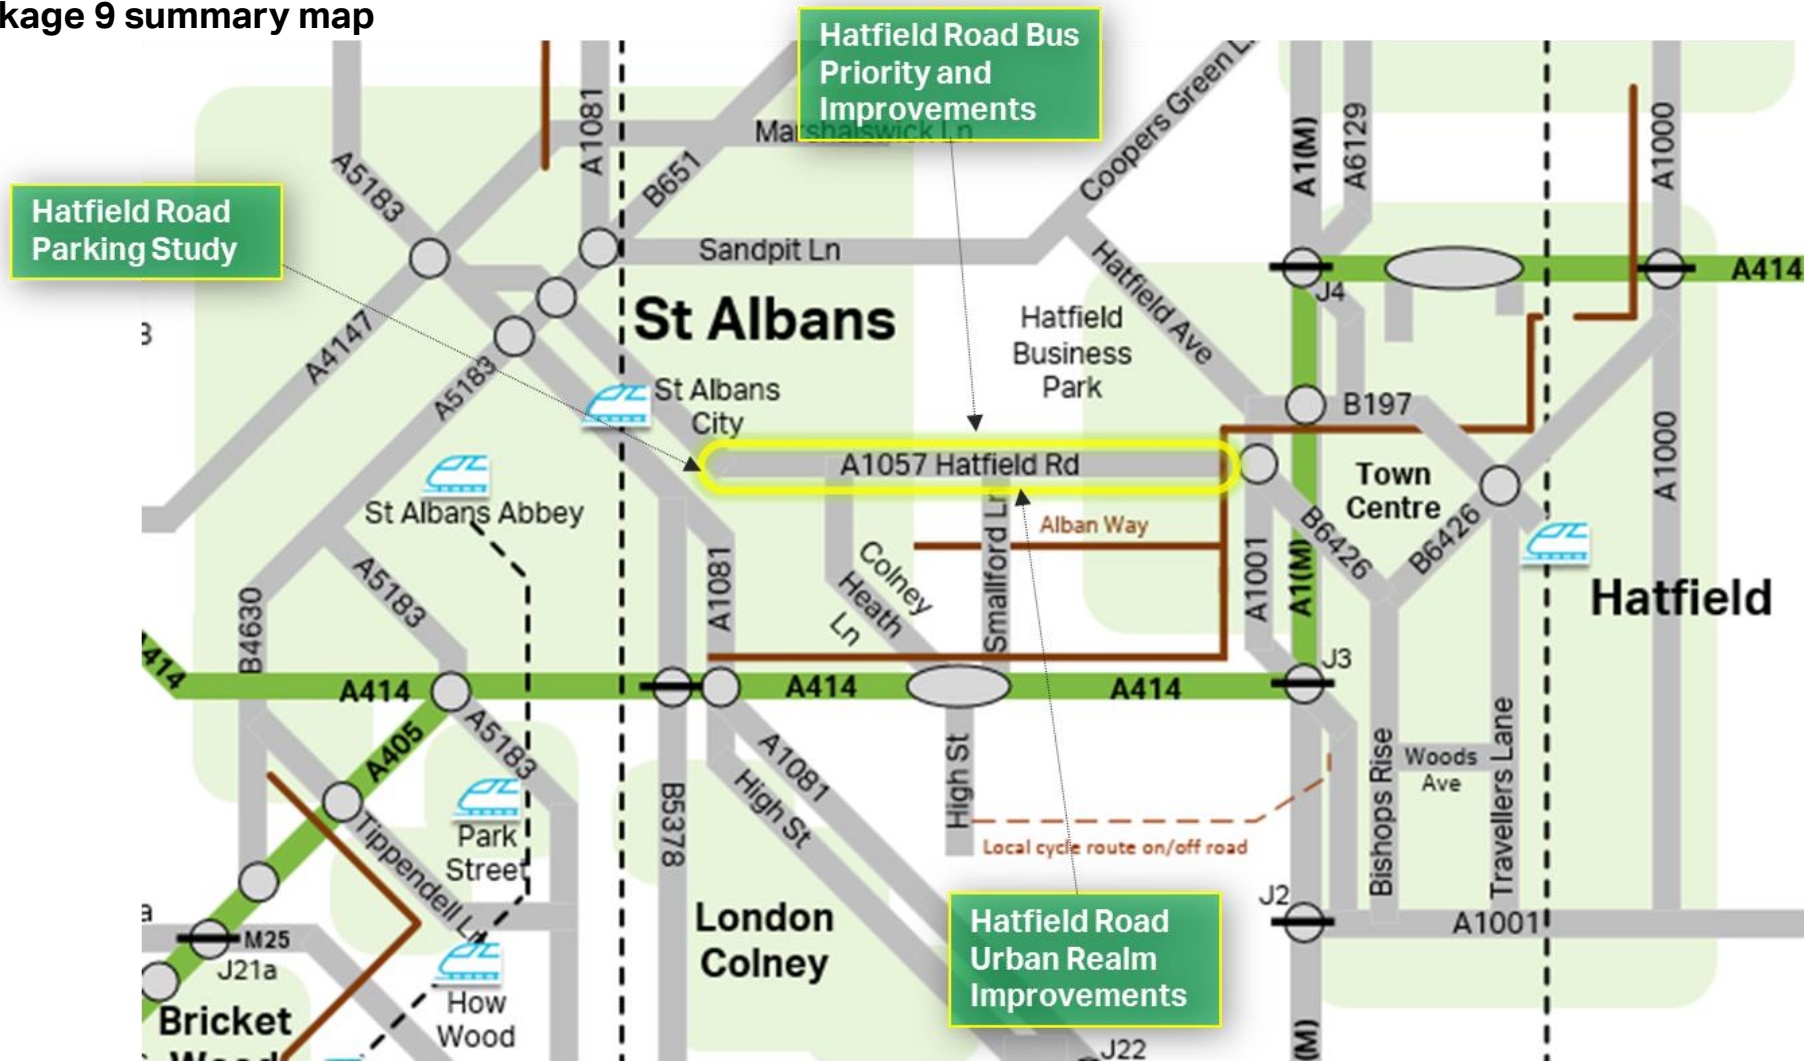 kage 9 summary map
Hatfield Road Bus
Priority and
Improvements
Marshalswick Ln
Coopers Green L
A1081
A5183
B651
A1(M)
A6129
A1000
Hatfield Road
Parking Study
Sandpit Ln
Hatfield Ave
A414
J4
St Albans
Hatfield
Business
Park
A4147
A5183
St Albans
City
B197
A1057 Hatfield Rd
Town
Centre
A1000
St Albans Abbey
Alban Way
Smallford Ln
Colney
Heath
Ln
A1081
A1001
A1(M)
B6426
B6426
Hatfield
A5183
B4630
J3
414
A414
A414
A414
A405
A5183
A1081
High St
High St
B5378
Woods
Ave
Bishops Rise
Travellers Lane
Park
Street
Tippendell Ln
Local cycle route on/off road
J2
A1001
M25
J21a
London
Colney
Hatfield Road
Urban Realm
Improvements
How
Wood
Bricket
Wood
J22
(M)